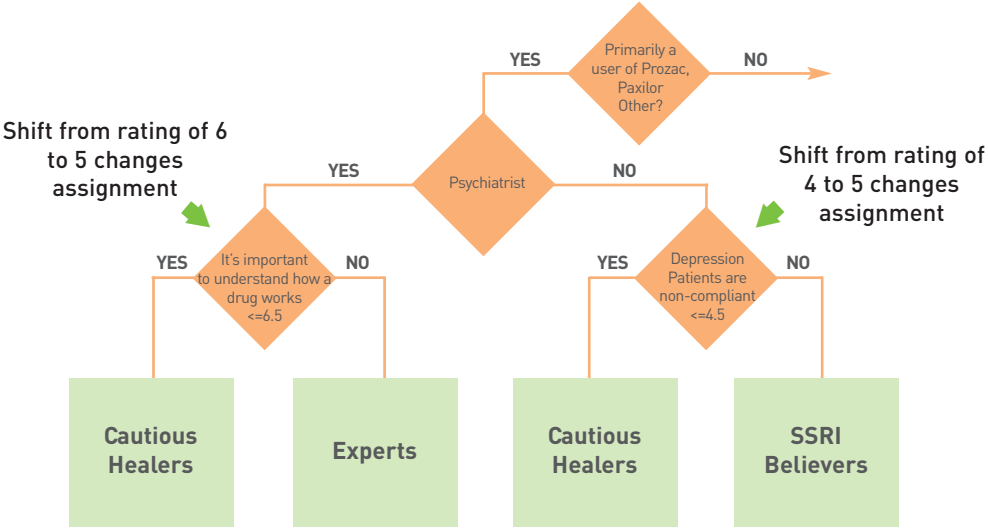 Primarily a
user of Prozac,
Paxilor
Other?
YES
NO
Shift from rating of 6
to 5 changes
assignment
Psychiatrist
YES
NO
Shift from rating of
4 to 5 changes
assignment
It's important
to understand how a
drug works
<=6.5
YES
NO
Depression
Patients are
non-compliant
<=4.5
YES
NO
Cautious
Healers
Experts
Cautious
Healers
SSRI
Believers